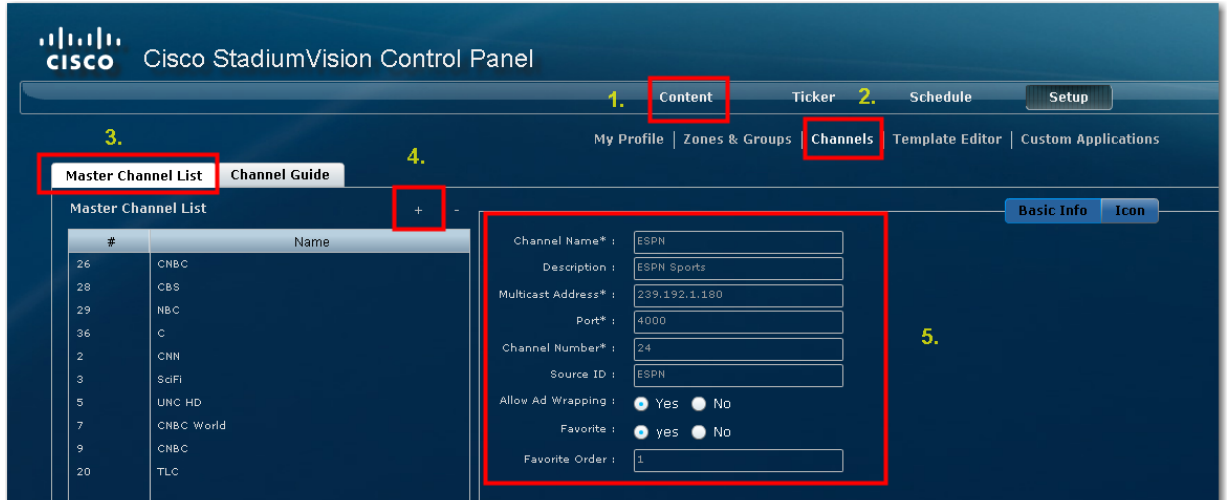 CISCO Cisco StadiumVision Control Panel
1. Content Ticker 2. Schedule Setup
My Profile | Zones & Groups | Channels | Template Editor | Custom Applications
3.
4.
Master Channel List Channel Guide
Master Channel List + -
Basic Info Icon
# Name
26 CNBC
28 CBS
29 NBC
36 C
2 CNN
3 SciFi
5 UNC HD
7 CNBC World
9 CNBC
20 TLC
Channel Name* : ESPN
Description : ESPN Sports
Multicast Address* : 239.192.1.180
Port* : 4000
Channel Number* : 24
Source ID : ESPN
Allow Ad Wrapping : Yes No
Favorite : yes No
Favorite Order : 1
5.